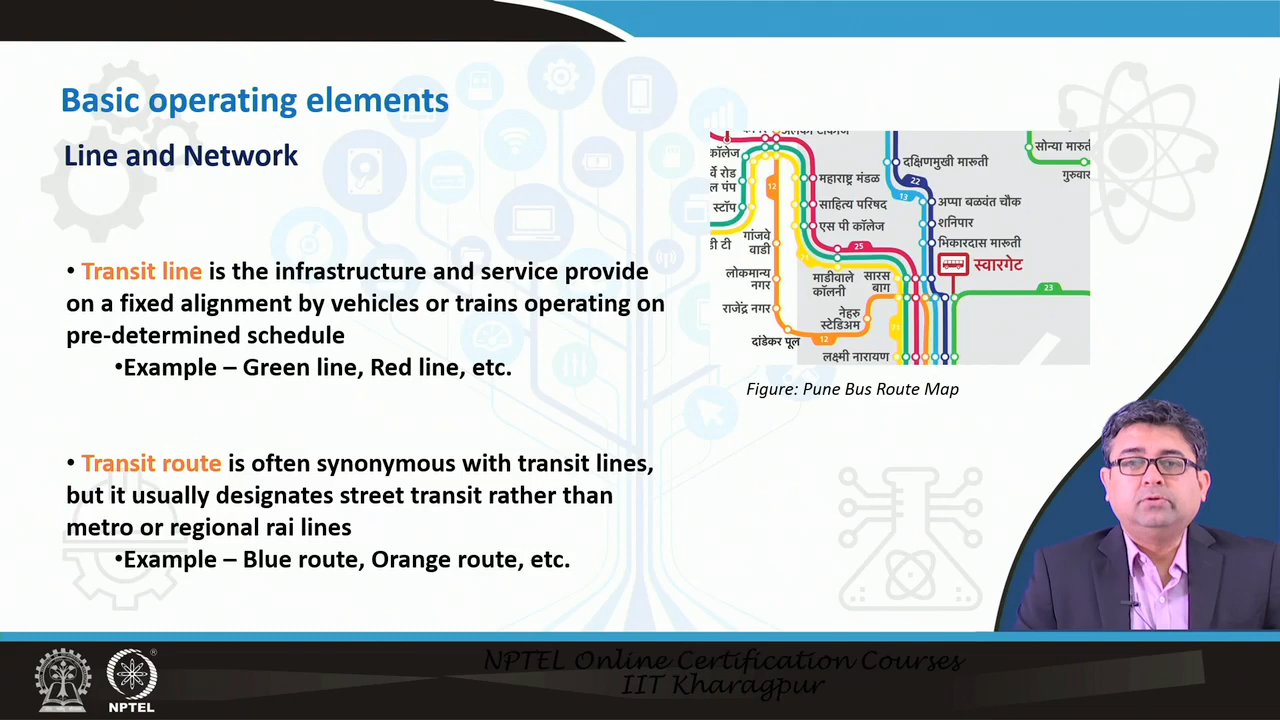 Basic operating elements
Line and Network
• Transit line is the infrastructure and service provide
on a fixed alignment by vehicles or trains operating on
pre-determined schedule
•Example – Green line, Red line, etc.
• Transit route is often synonymous with transit lines,
but it usually designates street transit rather than
metro or regional rai lines
•Example – Blue route, Orange route, etc.
कॉलेज
र्वे रोड
ल पंप
स्टॉप
डी टी
12
गांजवे
वाडी
लोकमान्य
नगर
राजेंद्र नगर
दांडेकर पूल
12
महाराष्ट्र मंडळ
साहित्य परिषद
एस पी कॉलेज
25
माडीवाले
कॉलनी
सारस
बाग
नेहरु
स्टेडिअम
लक्ष्मी नारायण
दक्षिणमुखी मारूती
22
13
अप्पा बळवंत चौक
शनिपार
भिकारदास मारूती
स्वारगेट
23
सोन्या मारुत
गुरुवार
Figure: Pune Bus Route Map
NPTEL
NPTEL Online Certification Courses
IIT Kharagpur